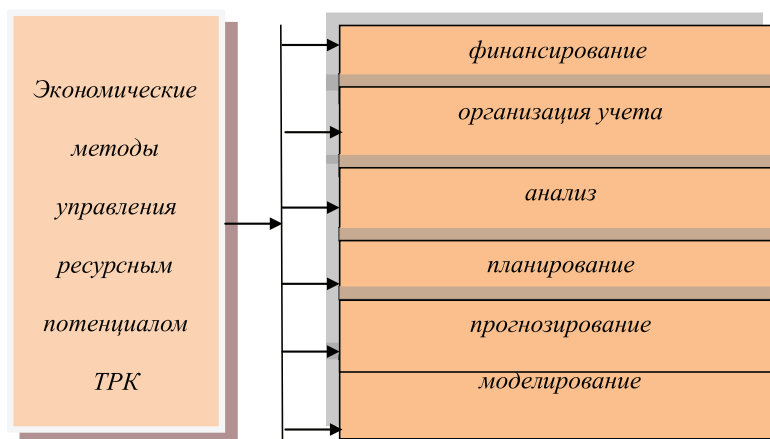 Экономические
методы
управления
ресурсным
потенциалом
ТРК
финансирование
организация учета
анализ
планирование
прогнозирование
моделирование